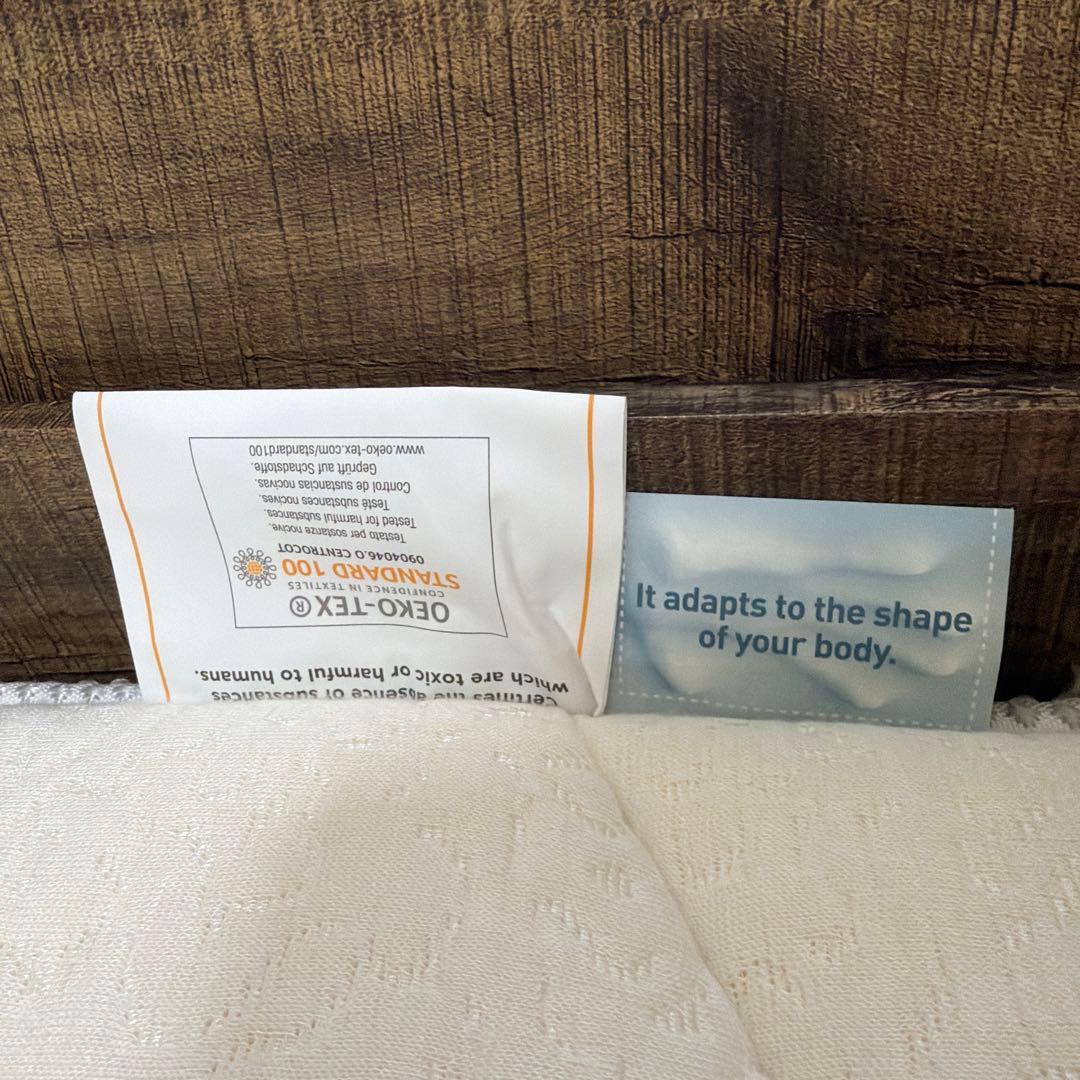 Certifies the absence of substances
which are toxic or harmful to humans.
OEKO-TEX®
CONFIDENCE IN TEXTILES
STANDARD 100
0904046.O CENTROCOT
Testato per sostanze nocive.
Tested for harmful substances.
Testé substances nocives.
Control de sustancias nocivas.
Geprüft auf Schadstoffe.
www.oeko-tex.com/standard100
It adapts to the shape
of your body.